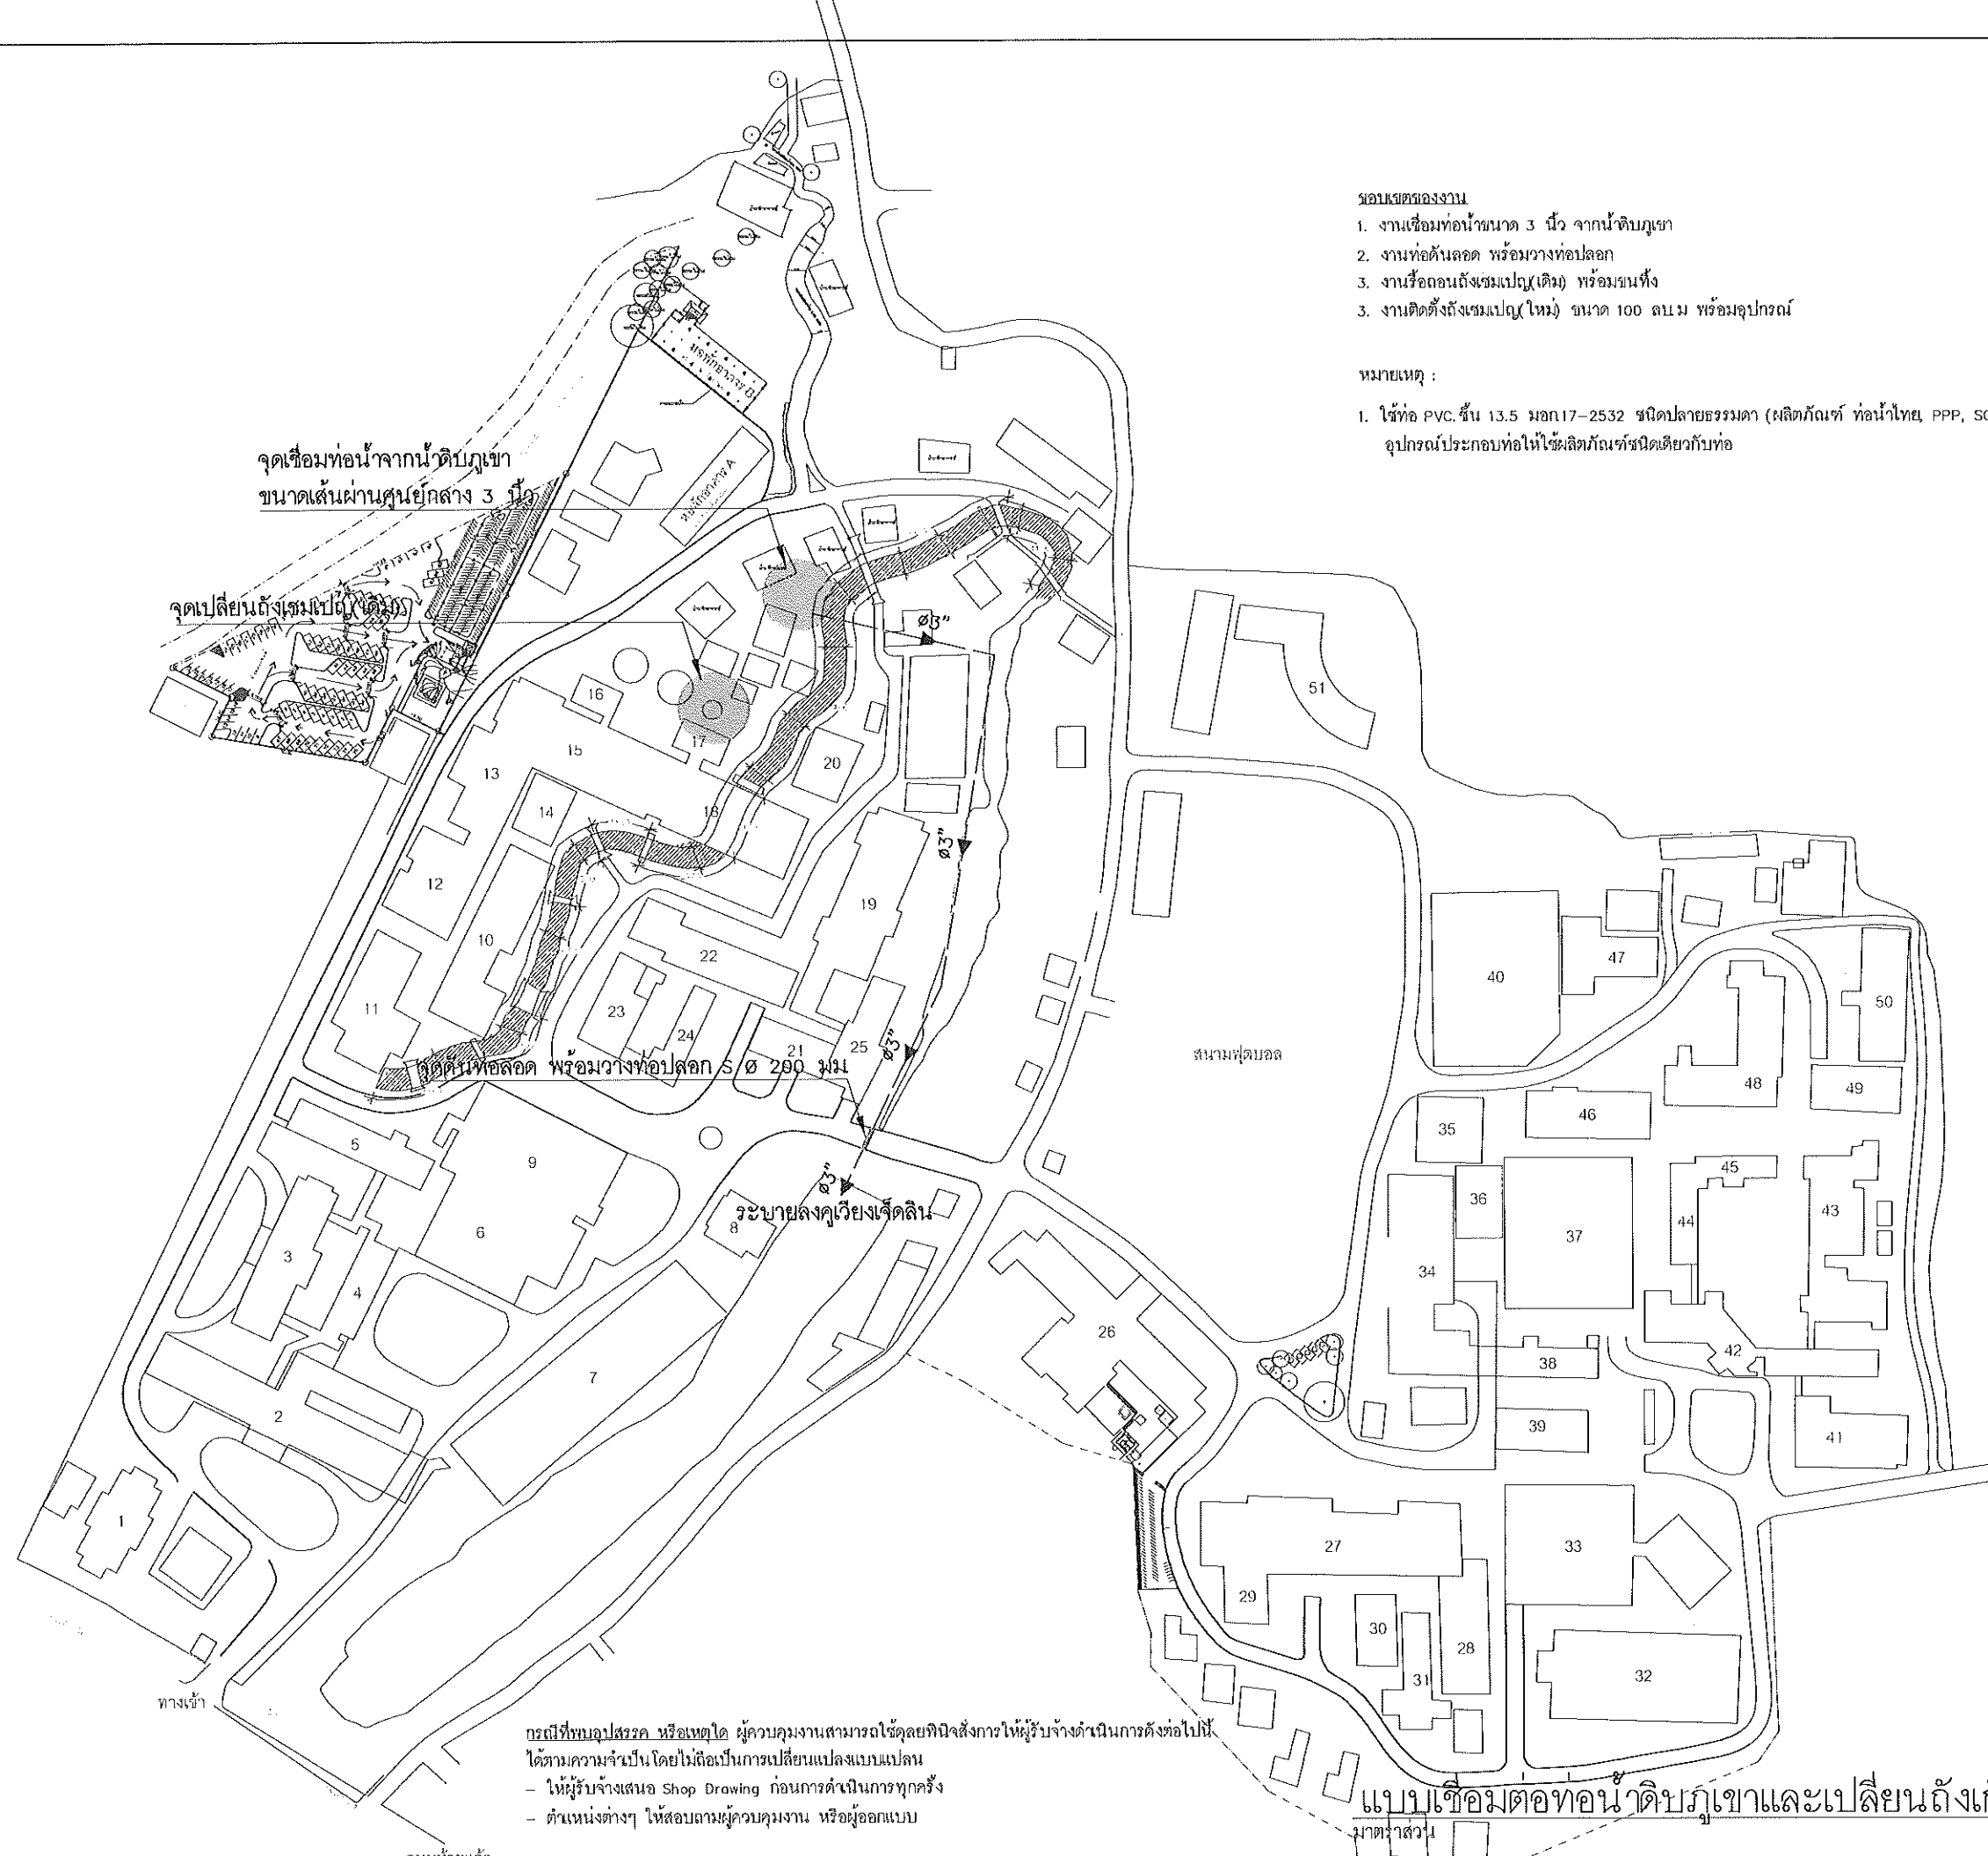 ขอบเขตของงาน
1. งานเชื่อมท่อน้ำขนาด 3 นิ้ว จากน้ำดิบภูเขา
2. งานท่อดันลอด พร้อมวางท่อปลอก
3. งานรื้อถอนถังแชมเปญ(เดิม) พร้อมขนทิ้ง
3. งานติดตั้งถังแชมเปญ(ใหม่) ขนาด 100 ลบ.ม พร้อมอุปกรณ์
หมายเหตุ :
1. ใช้ท่อ PVC. ชั้น 13.5 มอก17-2532 ชนิดปลายธรรมดา (ผลิตภัณฑ์ ท่อน้ำไทย, PPP,
อุปกรณ์ประกอบท่อให้ใช้ผลิตภัณฑ์ชนิดเดียวกับท่อ
หอพักอาคาร B
หอพักอาคาร A
จุดเชื่อมท่อน้ำจากน้ำดิบภูเขา
ขนาดเส้นผ่านศูนย์กลาง 3 นิ้ว
จุดเปลี่ยนถังแชมเปญ(เดิม)
ø3"
51
16
15
17
20
13
14
18
ø3"
12
19
10
22
40
47
50
11
23
24
21
25
ø3"
สนามฟุตบอล
จุดดันท่อลอด พร้อมวางท่อปลอก S Ø 200 มม.
48
49
46
35
5
9
45
36
ø3"
ระบายลงคูเวียงเจ็ดลิน
8
6
3
4
44
43
37
34
26
42
38
7
2
39
41
1
27
33
29
30
28
31
32
ทางเข้า
กรณีที่พบอุปสรรค หรือเหตุใด ผู้ควบคุมงานสามารถใช้ดุลยพินิจสั่งการให้ผู้รับจ้างดำเนินการดังต่อไปนี้
ได้ตามความจำเป็น โดยไม่ถือเป็นการเปลี่ยนแปลงแบบแปลน
- ให้ผู้รับจ้างเสนอ Shop Drawing ก่อนการดำเนินการทุกครั้ง
- ตำแหน่งต่างๆ ให้สอบถามผู้ควบคุมงาน หรือผู้ออกแบบ
แบบเชื่อมต่อท่อน้ำดิบภูเขาและเปลี่ยนถัง
มาตราส่วน